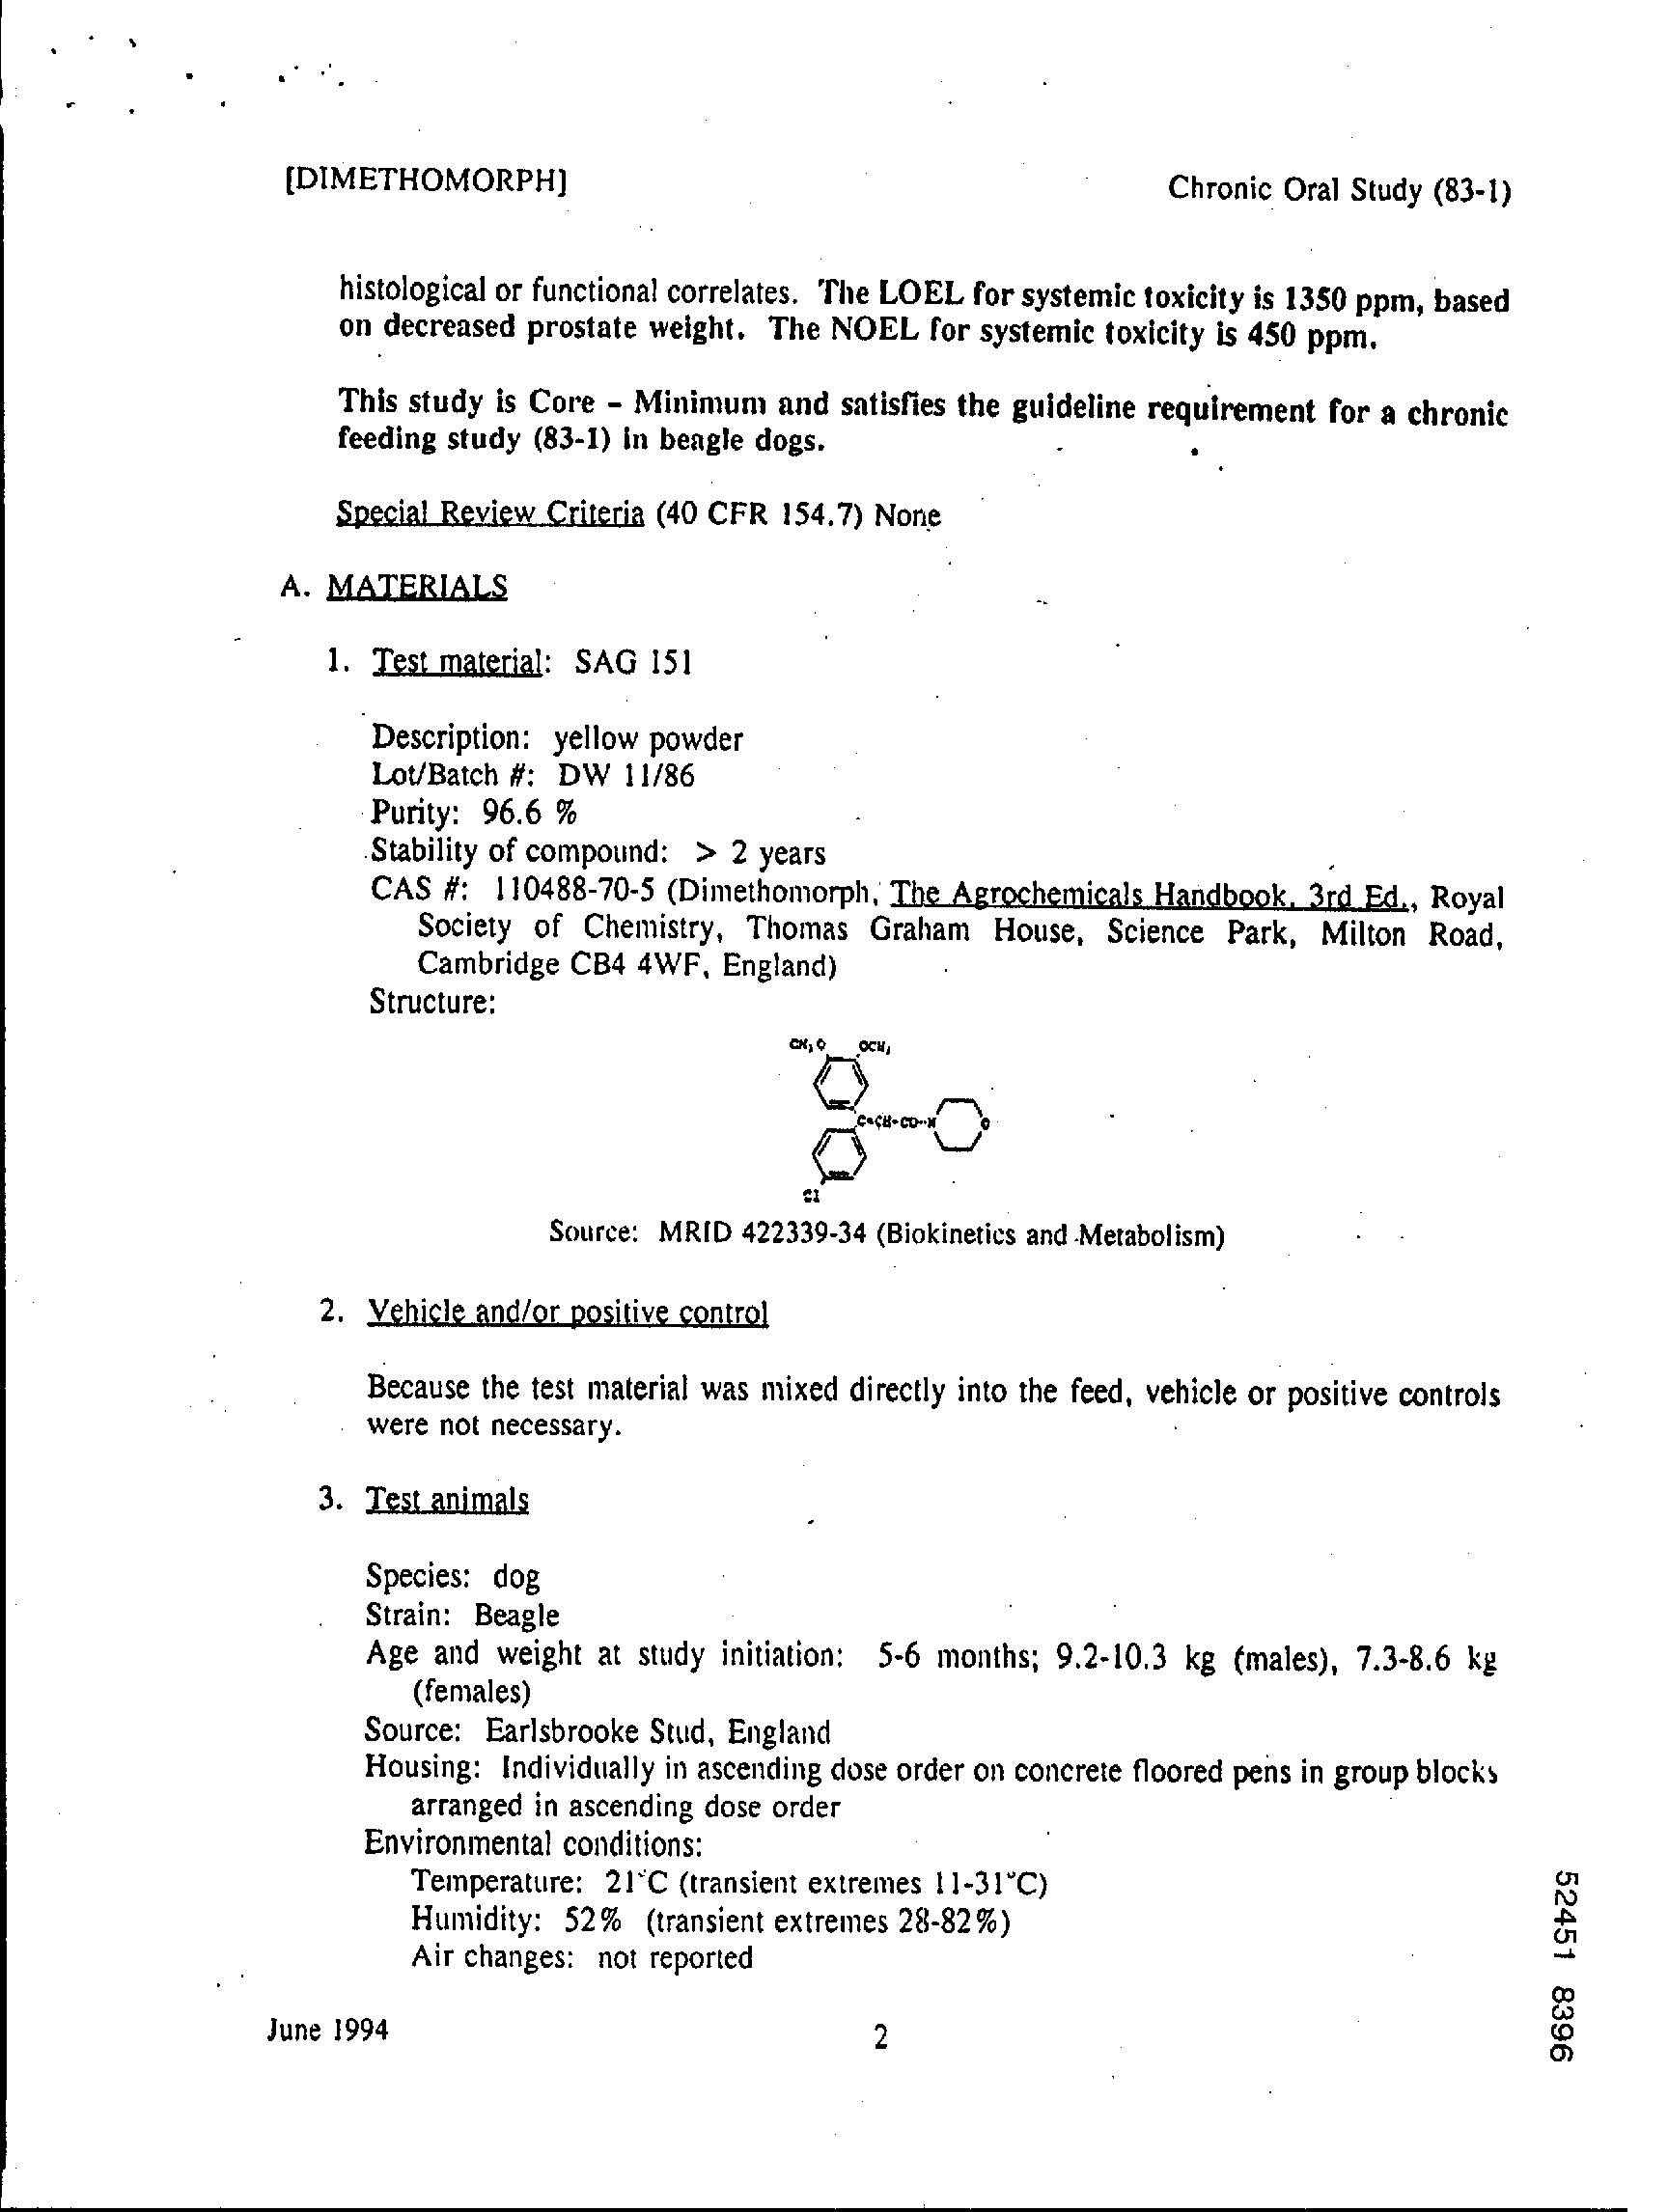 [DIMETHOMORPH]
Chronic Oral Study (83-1)
histological or functional correlates. The LOEL for systemic toxicity is 1350 ppm, based
on decreased prostate weight. The NOEL for systemic toxicity is 450 ppm.
This study is Core - Minimum and satisfies the guideline requirement for a chronic
feeding study (83-1) in beagle dogs.
Special Review Criteria (40 CFR 154.7) None
A. MATERIALS
1. Test material: SAG 151
Description: yellow powder
Lot/Batch #: DW 11/86
Purity: 96.6 %
Stability of compound: > 2 years
CAS #: 110488-70-5 (Dimethomorph, The Agrochemicals Handbook, 3rd Ed., Royal
Society of Chemistry, Thomas Graham House, Science Park, Milton Road,
Cambridge CB4 4WF, England)
Structure:
CH3O OCH3
C=CH-CO-N O
Cl
Source: MRID 422339-34 (Biokinetics and Metabolism)
2. Vehicle and/or positive control
Because the test material was mixed directly into the feed, vehicle or positive controls
were not necessary.
3. Test animals
Species: dog
Strain: Beagle
Age and weight at study initiation: 5-6 months; 9.2-10.3 kg (males), 7.3-8.6 kg
(females)
Source: Earlsbrooke Stud, England
Housing: Individually in ascending dose order on concrete floored pens in group blocks
arranged in ascending dose order
Environmental conditions:
Temperature: 21°C (transient extremes 11-31°C)
Humidity: 52% (transient extremes 28-82%)
Air changes: not reported
June 1994
2
52451 8396